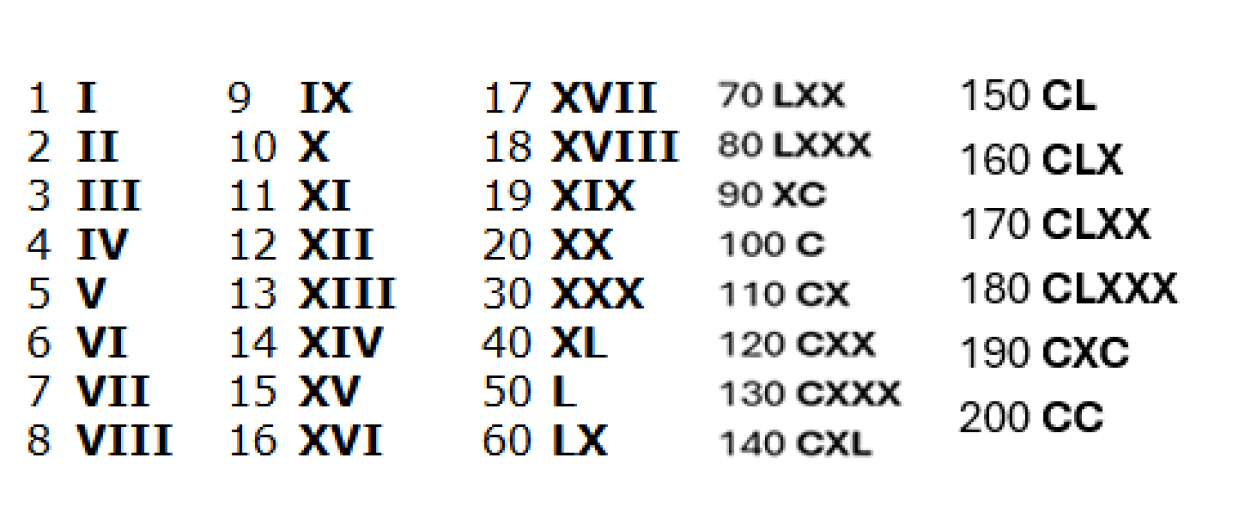 1 I
2 II
3 III
4 IV
5 V
6 VI
7 VII
8 VIII
9 IX
10 X
11 XI
12 XII
13 XIII
14 XIV
15 XV
16 XVI
17 XVII
18 XVIII
19 XIX
20 XX
30 XXX
40 XL
50 L
60 LX
70 LXX
80 LXXX
90 XC
100 C
110 CX
120 CXX
130 CXXX
140 CXL
150 CL
160 CLX
170 CLXX
180 CLXXX
190 CXC
200 CC